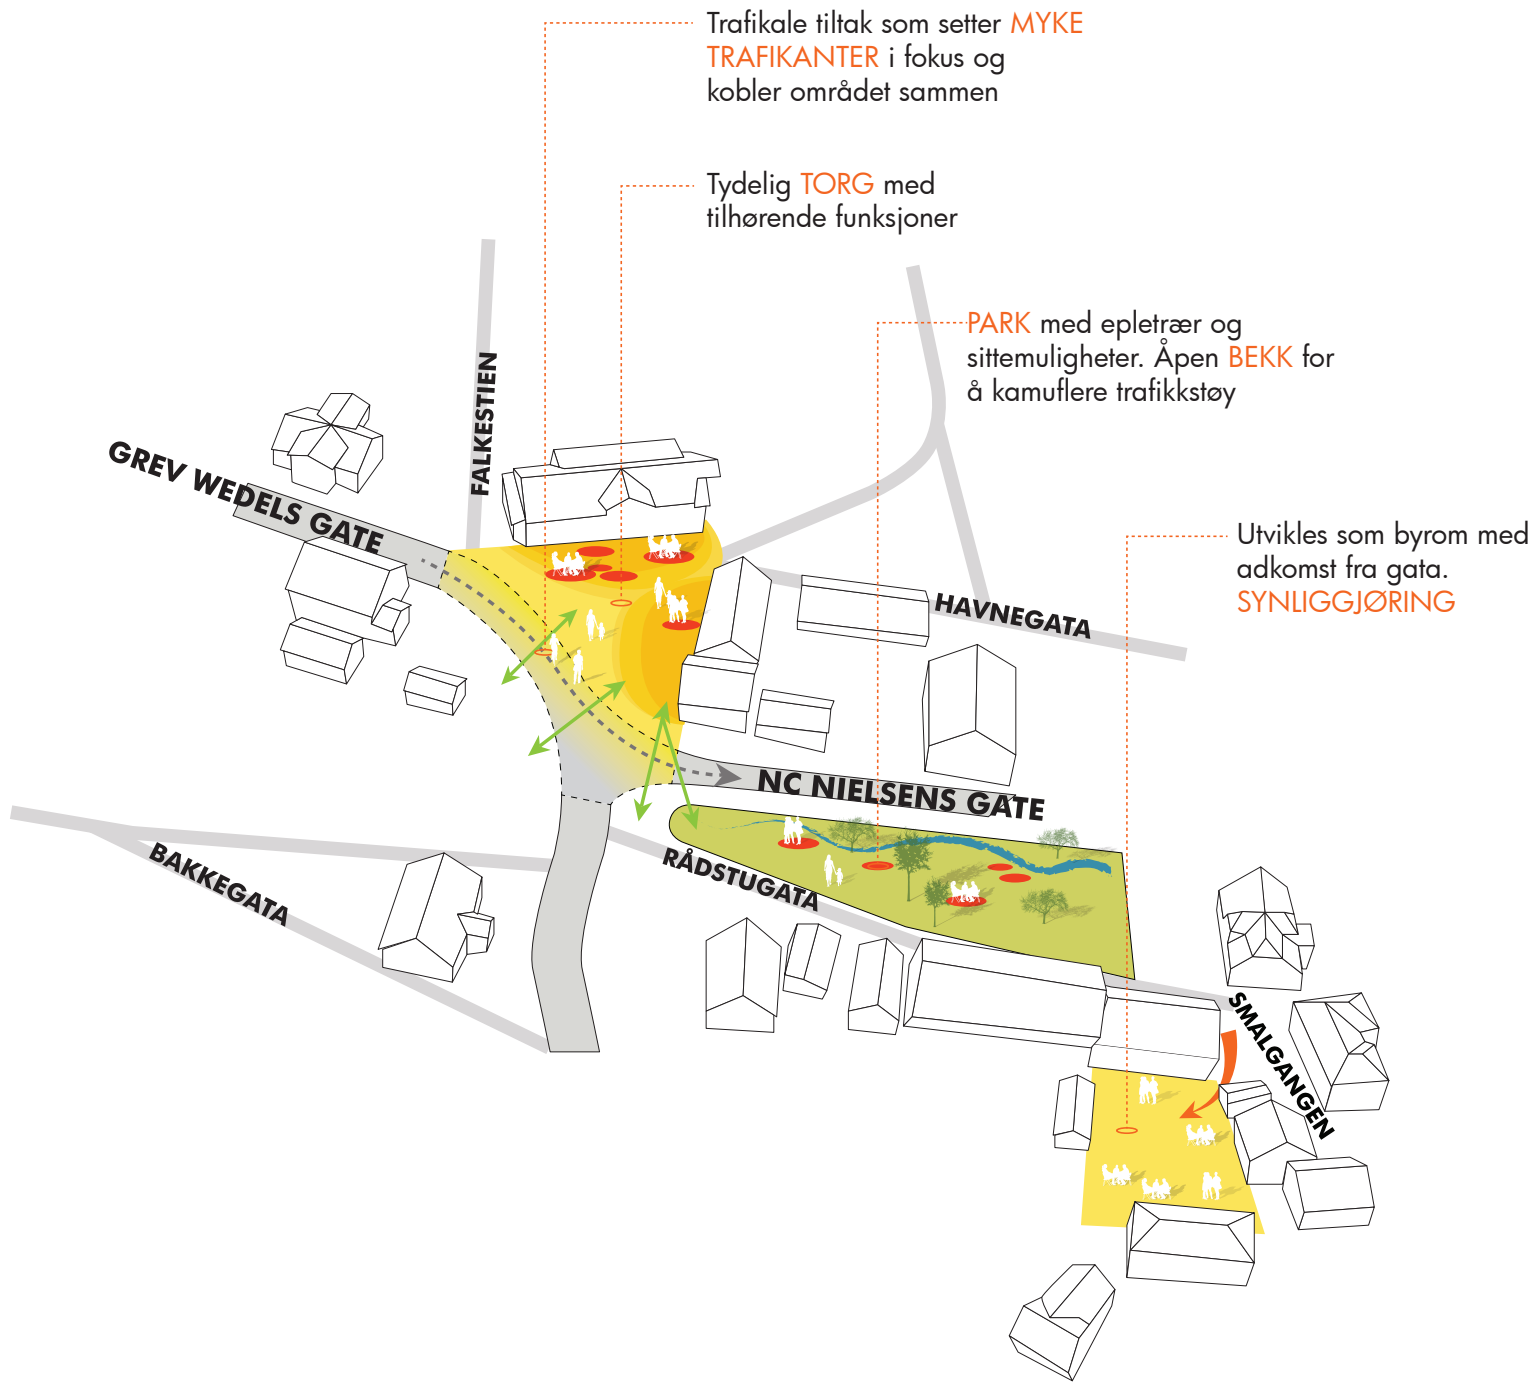 Trafikale tiltak som setter MYKE
TRAFIKANTER i fokus og
kobler området sammen
Tydelig TORG med
tilhørende funksjoner
PARK med epletrær og
sittemuligheter. Åpen BEKK for
å kamuflere trafikkstøy
FALKESTIEN
GREV WEDELS GATE
Utvikles som byrom med
adkomst fra gata.
SYNLIGGJØRING
HAVNEGATA
NC NIELSENS GATE
BAKKEGATA
RÅDSTUGATA
SMALGANGEN